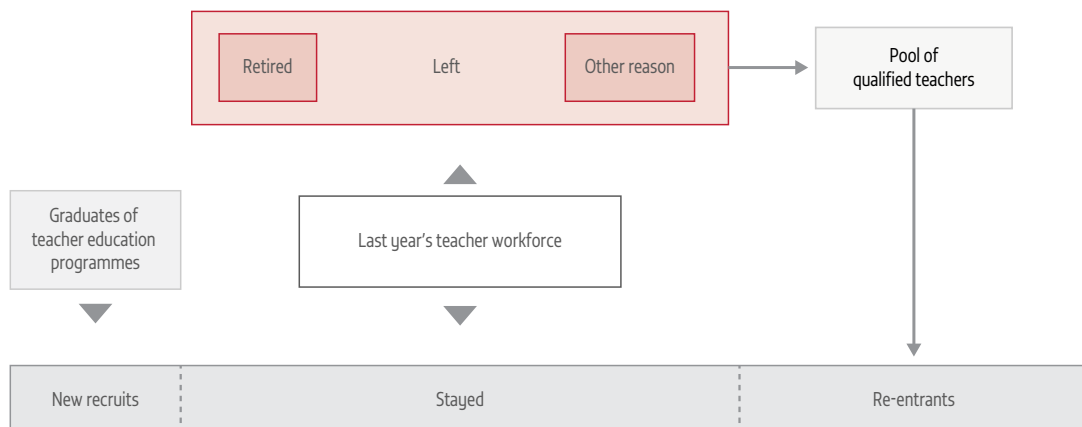 Retired
Left
Other reason
Pool of
qualified teachers
Graduates of
teacher education
programmes
Last year's teacher workforce
New recruits
Stayed
Re-entrants